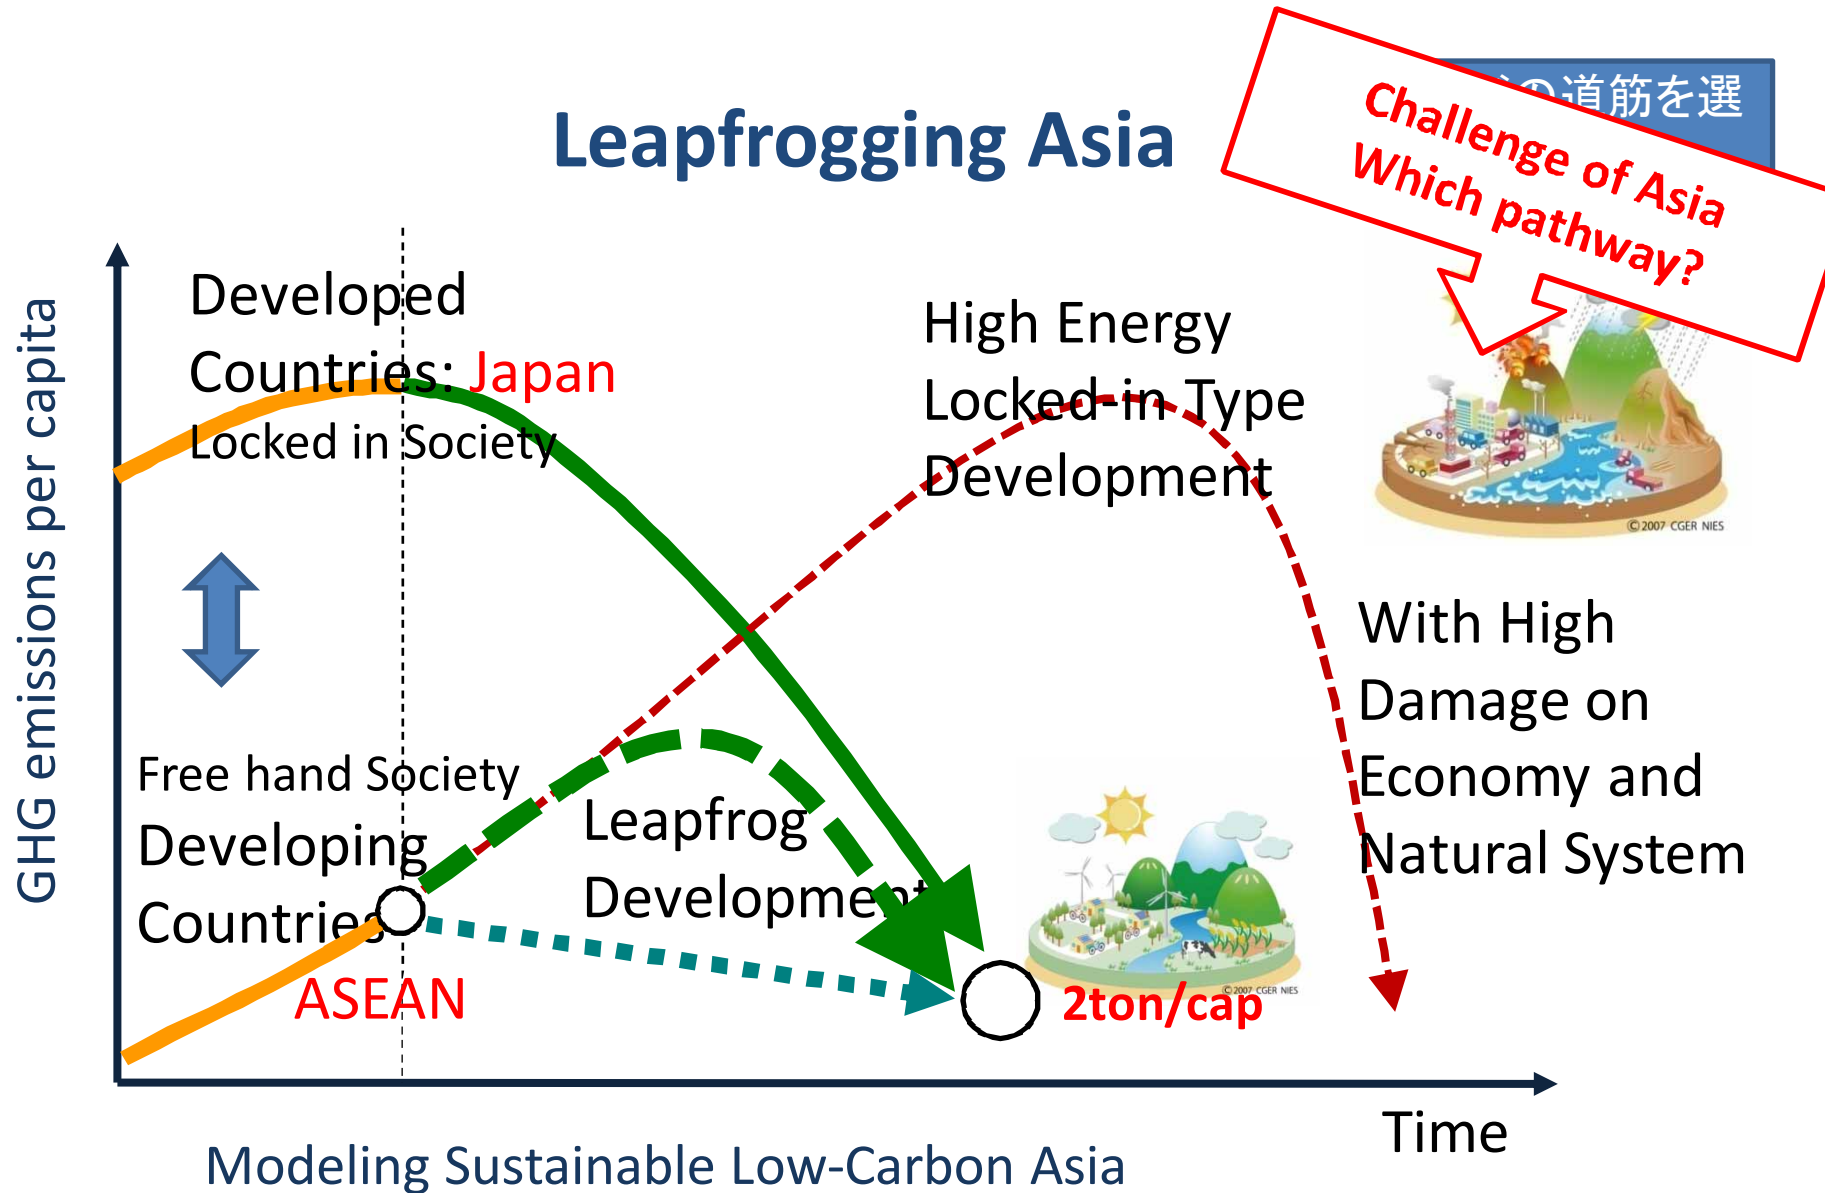 の道筋を選
Challenge of Asia
Which pathway?
Leapfrogging Asia
GHG emissions per capita
Developed
Countries: Japan
Locked in Society
High Energy
Locked-in Type
Development
©2007 CGER NIES
With High
Damage on
Economy and
Natural System
Free hand Society
Developing
Countries
ASEAN
Leapfrog
Development
©2007 CGER NIES
2ton/cap
Time
Modeling Sustainable Low-Carbon Asia